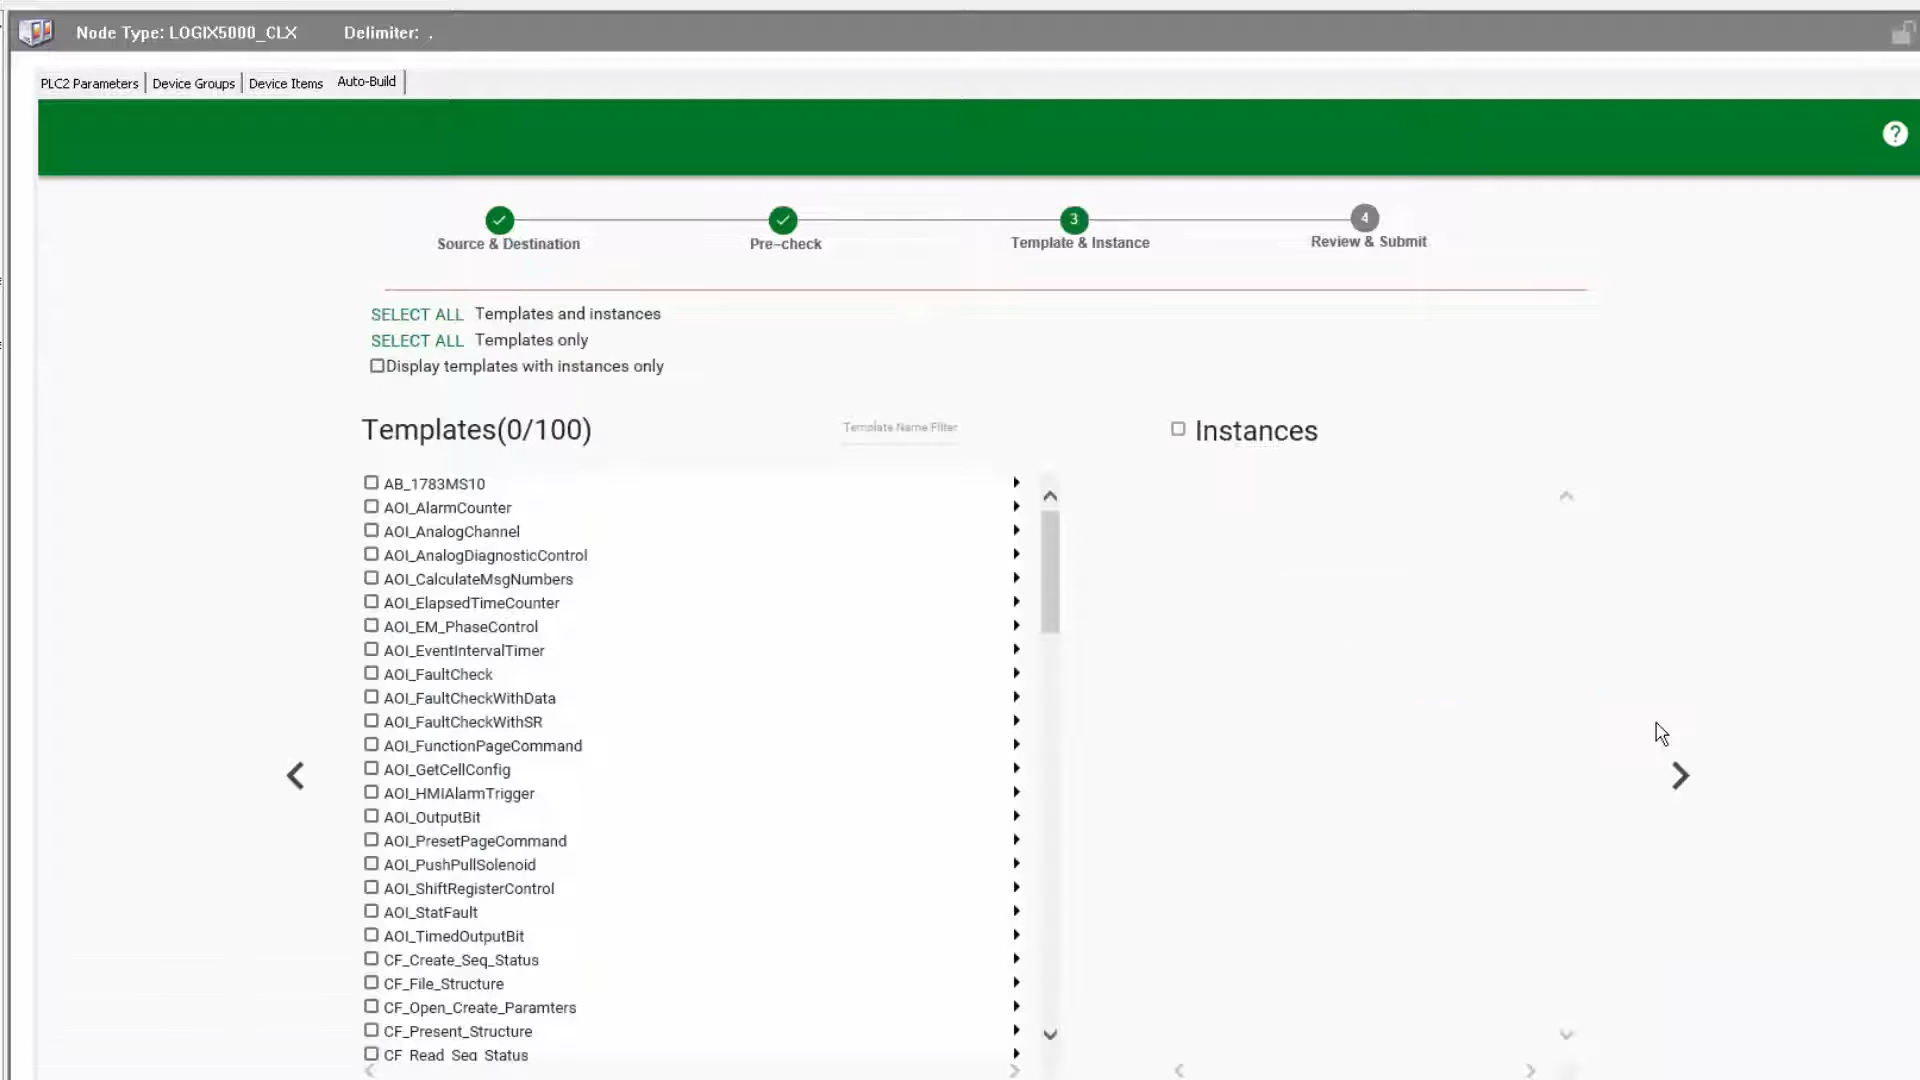 Node Type: LOGIX5000_CLX Delimiter: .
PLC2 Parameters Device Groups Device Items Auto-Build
?
3 4
Source & Destination Pre-check Template & Instance Review & Submit
SELECT ALL Templates and instances
SELECT ALL Templates only
Display templates with instances only
Templates(0/100) Template Name Filter Instances
AB_1783MS10
AOI_AlarmCounter
AOI_AnalogChannel
AOI_AnalogDiagnosticControl
AOI_CalculateMsgNumbers
AOI_ElapsedTimeCounter
AOI_EM_PhaseControl
AOI_EventIntervalTimer
AOI_FaultCheck
AOI_FaultCheckWithData
AOI_FaultCheckWithSR
AOI_FunctionPageCommand
AOI_GetCellConfig
AOI_HMIAlarmTrigger
AOI_OutputBit
AOI_PresetPageCommand
AOI_PushPullSolenoid
AOI_ShiftRegisterControl
AOI_StatFault
AOI_TimedOutputBit
CF_Create_Seq_Status
CF_File_Structure
CF_Open_Create_Paramters
CF_Present_Structure
CF_Read_Seq_Status